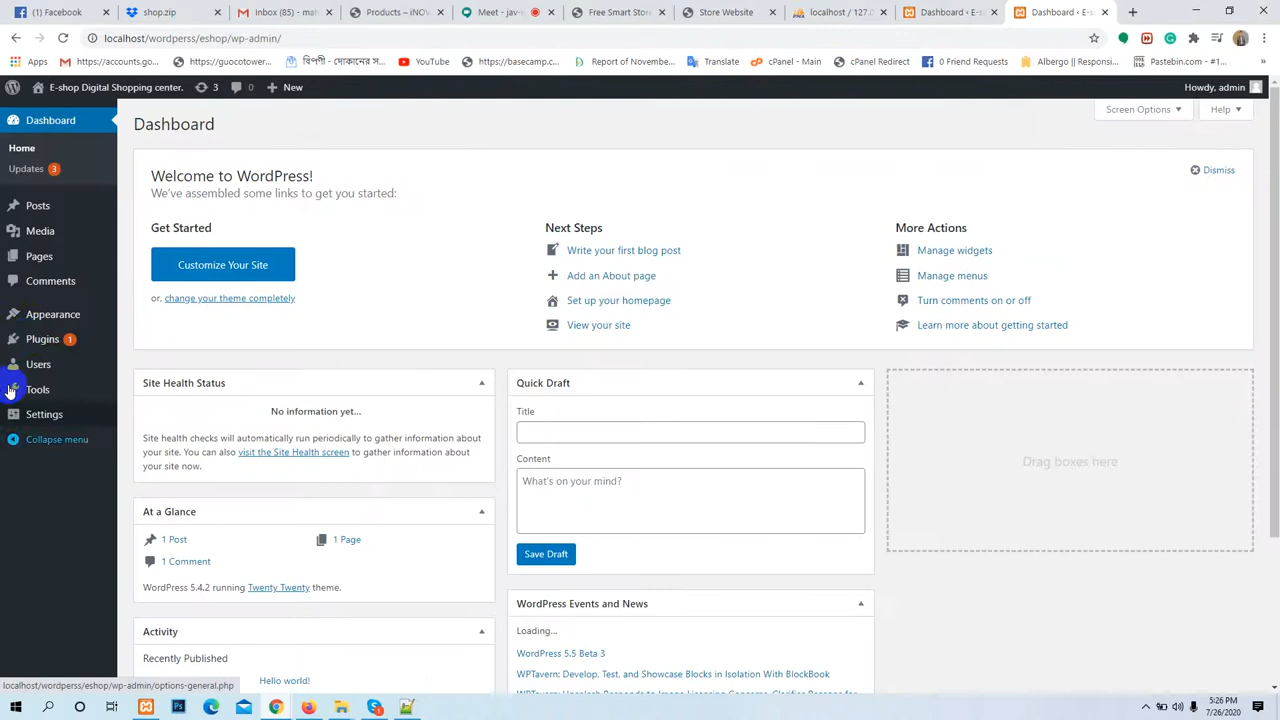 (1) Facebook
dropbox
Inbox (85) - mah
Products – iNOV
Meet - jav-i
Free Smart Store
Store Website
localhost / 127.0
Dashboard ‹ E-s
Dashboard ‹ E-s
localhost/wordperss/eshop/wp-admin/
Apps
https://accounts.go...
https://guocotower...
বিপণী - দোকানের স...
YouTube
https://basecamp.c...
Report of Novembe...
Translate
cPanel - Main
cPanel Redirect
0 Friend Requests
Albergo || Respons...
Pastebin.com - #1...
E-shop Digital Shopping center.
3
0
New
Howdy, admin
Dashboard
Home
Updates 3
Posts
Media
Pages
Comments
Appearance
Plugins 1
Users
Tools
Settings
Collapse menu
Screen Options
Help
Dashboard
Welcome to WordPress!
We've assembled some links to get you started:
Dismiss
Get Started
Customize Your Site
or, change your theme completely
Next Steps
Write your first blog post
Add an About page
Set up your homepage
View your site
More Actions
Manage widgets
Manage menus
Turn comments on or off
Learn more about getting started
Site Health Status
No information yet...
Site health checks will automatically run periodically to gather information about
your site. You can also visit the Site Health screen to gather information about
your site now.
At a Glance
1 Post
1 Page
1 Comment
WordPress 5.4.2 running Twenty Twenty theme.
Activity
Recently Published
Hello world!
Quick Draft
Title
Content
What's on your mind?
Save Draft
WordPress Events and News
Loading...
WordPress 5.5 Beta 3
WPTavern: Develop, Test, and Showcase Blocks in Isolation With BlockBook
Drag boxes here
localhost/wordperss/eshop/wp-admin/options-general.php
5:26 PM
7/26/2020